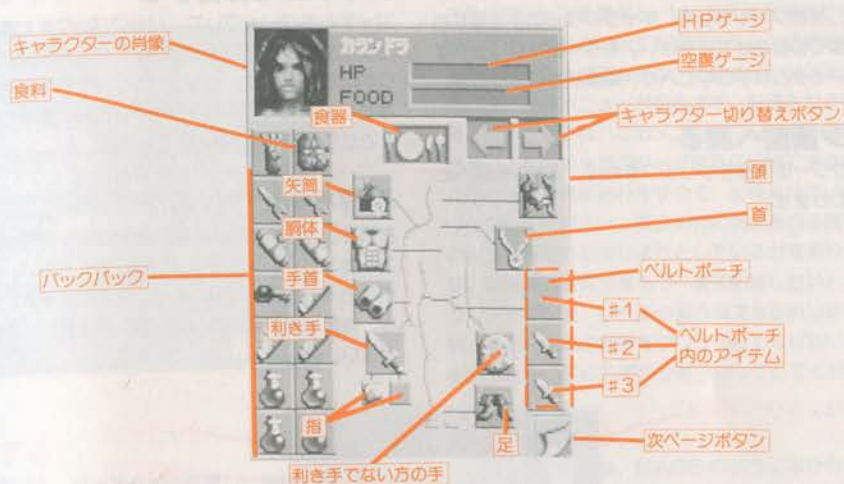 キャラクターの肖像
食料
バックパック
カランドラ
HP
FOOD
食器
矢筒
胴体
手首
利き手
指
利き手でない方の手
HPゲージ
空腹ゲージ
キャラクター切り替えボタン
頭
首
ベルトポーチ
#1
#2
#3
ベルトポーチ
内のアイテム
足
次ページボタン